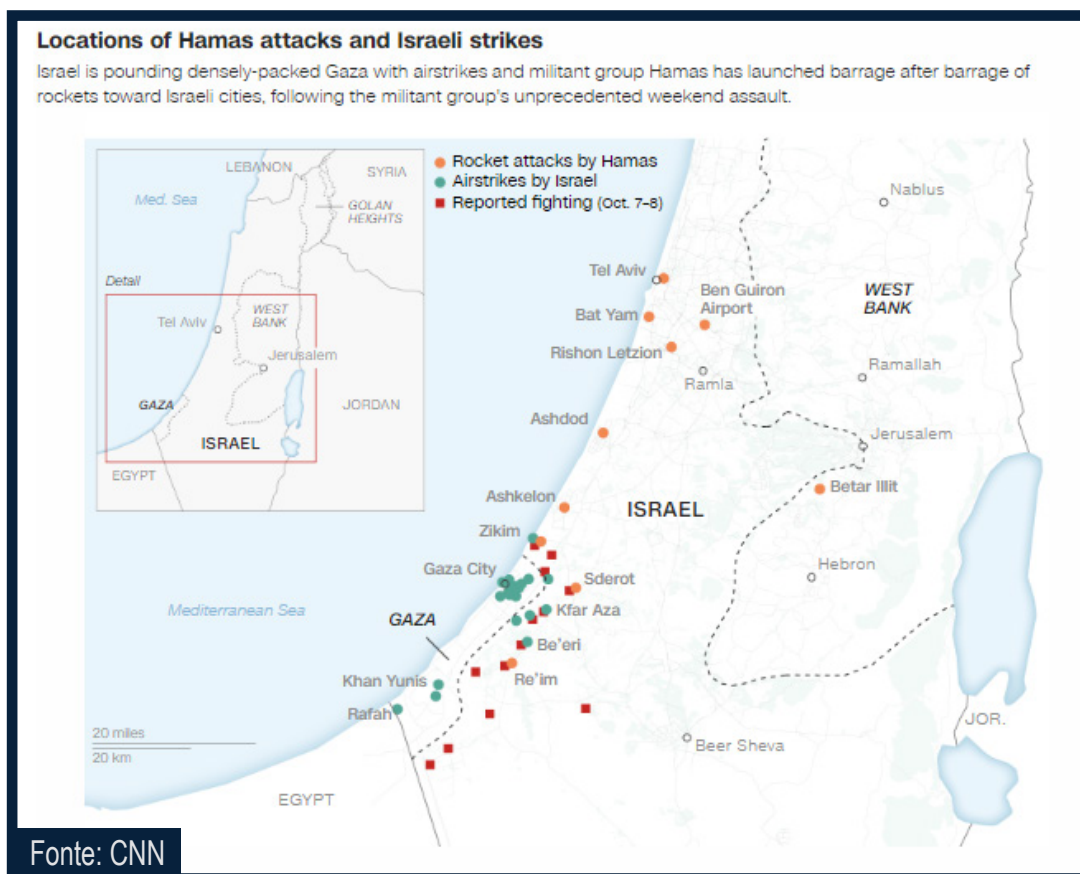 Locations of Hamas attacks and Israeli strikes
Israel is pounding densely-packed Gaza with airstrikes and militant group Hamas has launched barrage after barrage of
rockets toward Israeli cities, following the militant group's unprecedented weekend assault.
Rocket attacks by Hamas
Airstrikes by Israel
Reported fighting (Oct. 7–8)
LEBANON
SYRIA
Med. Sea
GOLAN
HEIGHTS
Detail
WEST
BANK
Tel Aviv
Jerusalem
GAZA
JORDAN
ISRAEL
EGYPT
Nablus
Tel Aviv
Ben Guiron
Airport
WEST
BANK
Bat Yam
Rishon Letzion
Ramallah
Ramla
Ashdod
Jerusalem
Betar Illit
Ashkelon
ISRAEL
Zikim
Gaza City
Sderot
Hebron
Mediterranean Sea
GAZA
Kfar Aza
Be'eri
Khan Yunis
Re'im
Rafah
20 miles
20 km
Beer Sheva
JOR.
EGYPT
Fonte: CNN